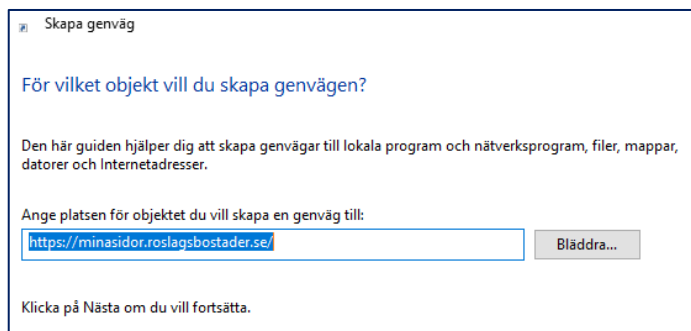 Skapa genväg
För vilket objekt vill du skapa genvägen?
Den här guiden hjälper dig att skapa genvägar till lokala program och nätverksprogram, filer, mappar,
datorer och Internetadresser.
Ange platsen för objektet du vill skapa en genväg till:
https://minasidor.roslagsbostader.se/
Bläddra...
Klicka på Nästa om du vill fortsätta.